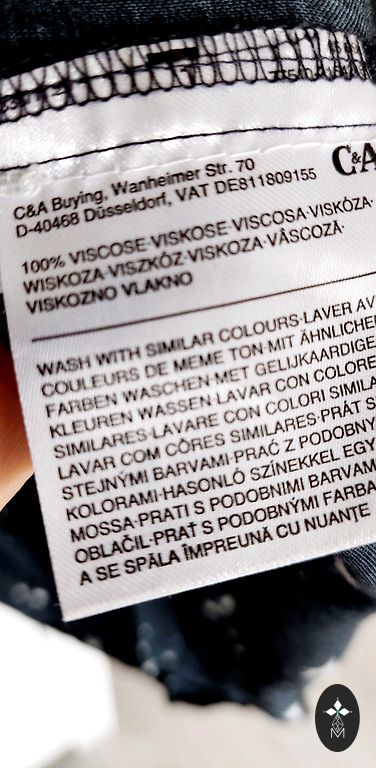 C&A
C&A Buying, Wanheimer Str. 70
D-40468 Düsseldorf, VAT DE811809155
100% VISCOSE·VISKOSE·VISCOSA·VISKÓZA·
WISKOZA·VISZKÓZ·VISKOZA·VÂSCOZA·
VISKOZNO VLAKNO
WASH WITH SIMILAR COLOURS·LAVER AV
COULEURS DE MEME TON·MIT ÄHNLICHE
FARBEN WASCHEN·MET GELIJKAARDIGE
KLEUREN WASSEN·LAVAR CON COLORE
SIMILARES·LAVARE CON COLORI SIMILA
LAVAR COM CÔRES SIMILARES·PRÁT S
STEJNÝMI BARVAMI·PRAĆ Z PODOBNY
KOLORAMI·HASONLÓ SZÍNEKKEL EGY
MOSSA·PRATI S PODOBNIMI BARVAM
OBLAČIL·PRAŤ S PODOBNÝMI FARBA
A SE SPĂLA ÎMPREUNĂ CU NUANŢE